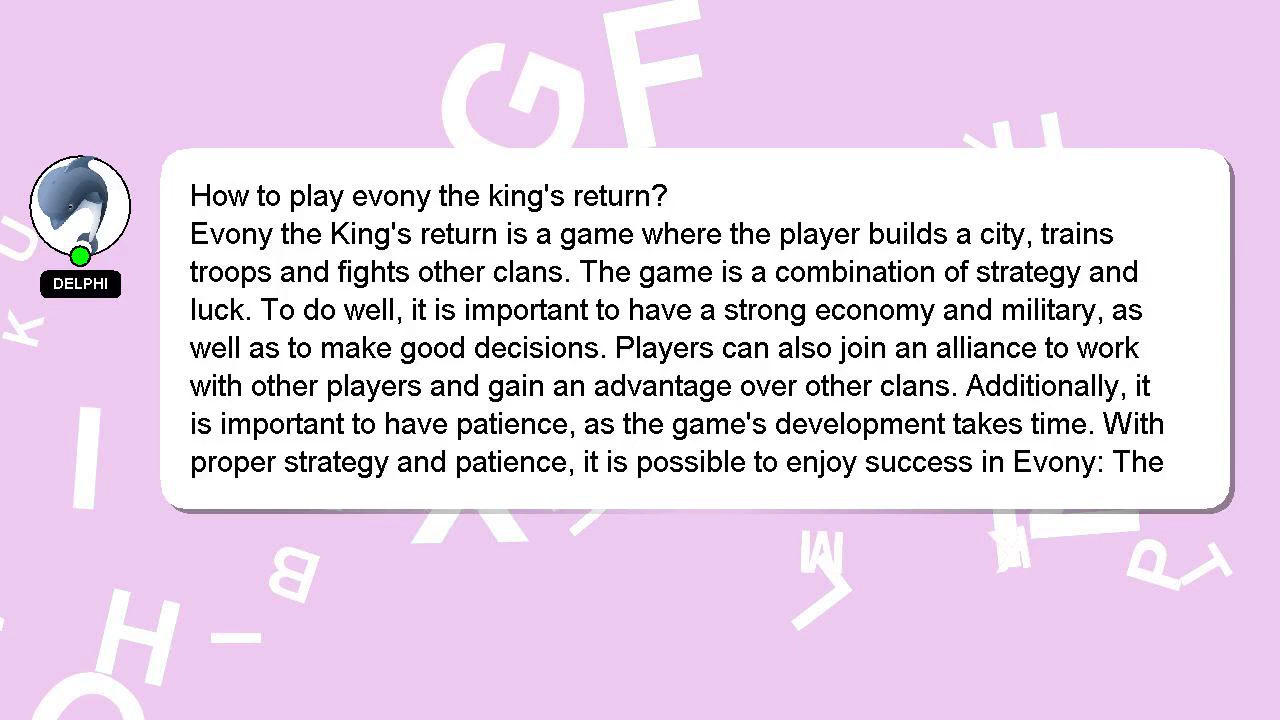 How to play evony the king's return?
Evony the King's return is a game where the player builds a city, trains
troops and fights other clans. The game is a combination of strategy and
luck. To do well, it is important to have a strong economy and military, as
well as to make good decisions. Players can also join an alliance to work
with other players and gain an advantage over other clans. Additionally, it
is important to have patience, as the game's development takes time. With
proper strategy and patience, it is possible to enjoy success in Evony: The
DELPHI
G
F
U
K
I
X
B
H
I
M
L
P
T